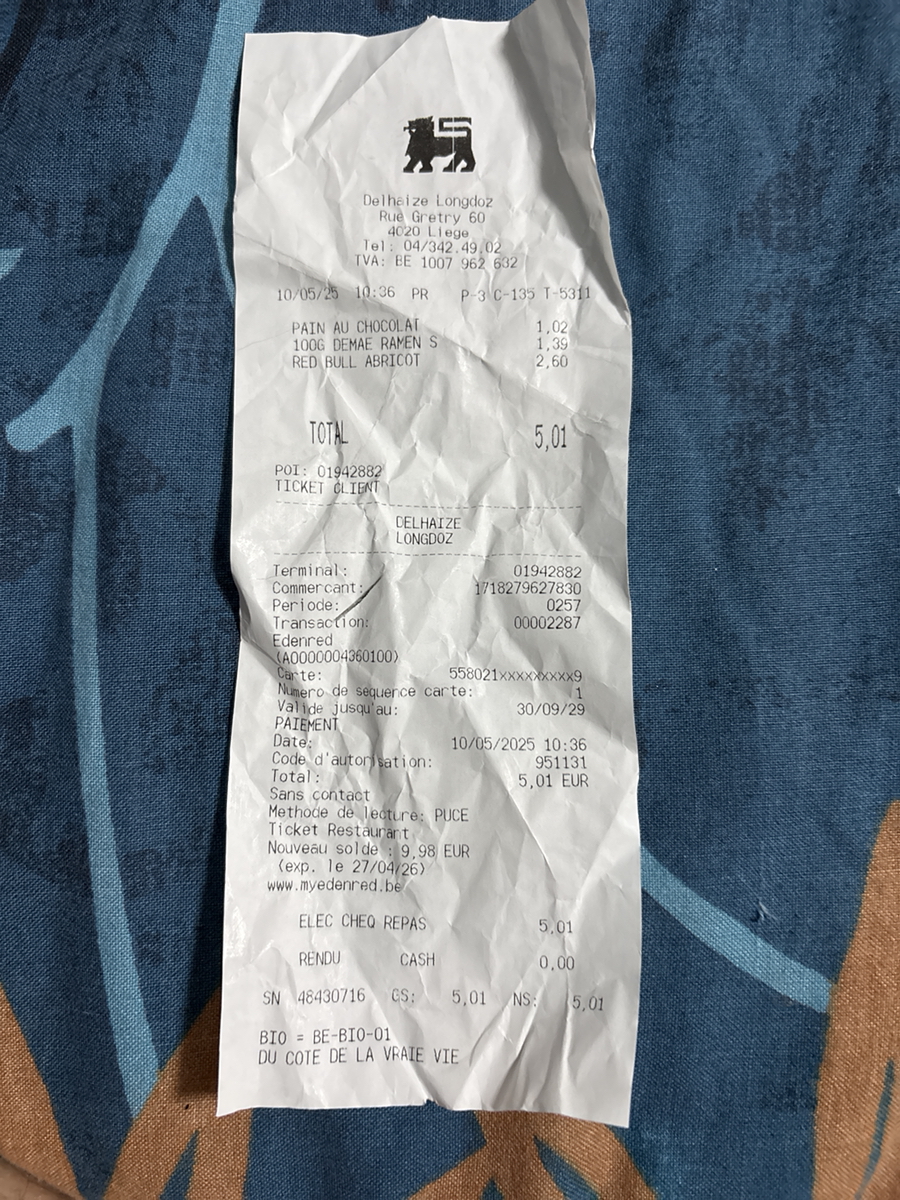 Delhaize Longdoz
Rue Gretry 60
4020 Liege
Tel: 04/342.49.02
TVA: BE 1007 962 632
10/05/25 10:36 PR P-3 C-135 T-5311
PAIN AU CHOCOLAT 1,02
100G DEMAE RAMEN S 1,39
RED BULL ABRICOT 2,60
TOTAL 5,01
POI: 01942882
TICKET CLIENT
DELHAIZE
LONGDOZ
Terminal: 01942882
Commercant: 1718279627830
Periode: 0257
Transaction: 00002287
Edenred
(A0000004360100)
Carte: 558021xxxxxxxxx9
Numero de sequence carte: 1
Valide jusqu'au: 30/09/29
PAIEMENT
Date: 10/05/2025 10:36
Code d'autorisation: 951131
Total: 5,01 EUR
Sans contact
Methode de lecture: PUCE
Ticket Restaurant
Nouveau solde : 9,98 EUR
(exp. le 27/04/26)
www.myedenred.be
ELEC CHEQ REPAS 5,01
RENDU CASH 0,00
SN 48430716 CS: 5,01 NS: 5,01
BIO = BE-BIO-01
DU COTE DE LA VRAIE VIE